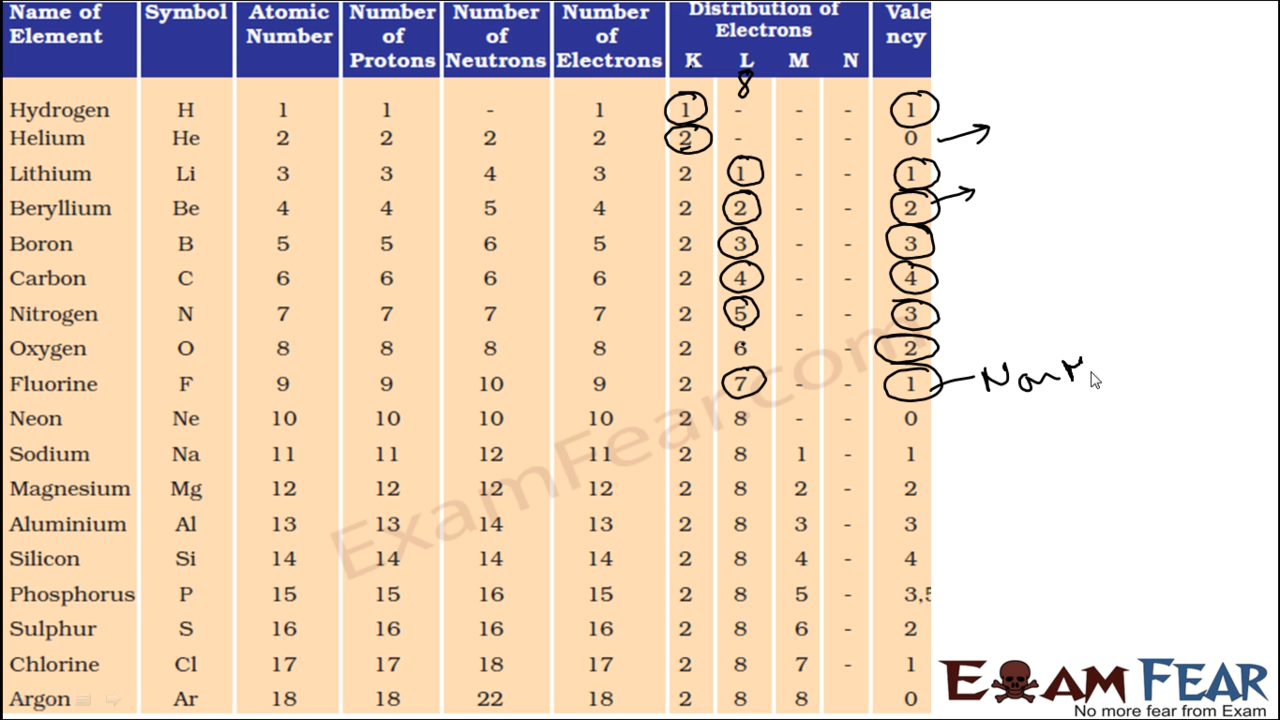 Name of Element Symbol Atomic Number Number of Protons Number of Neutrons Number of Electrons Distribution of Electrons K L M N Vale ncy
8
Hydrogen H 1 1 - 1 1 - - - 1
Helium He 2 2 2 2 2 - - - 0
Lithium Li 3 3 4 3 2 1 - - 1
Beryllium Be 4 4 5 4 2 2 - - 2
Boron B 5 5 6 5 2 3 - - 3
Carbon C 6 6 6 6 2 4 - - 4
Nitrogen N 7 7 7 7 2 5 - - 3
Oxygen O 8 8 8 8 2 6 - - 2
Fluorine F 9 9 10 9 2 7 - - 1
Neon Ne 10 10 10 10 2 8 - - 0
Sodium Na 11 11 12 11 2 8 1 - 1
Magnesium Mg 12 12 12 12 2 8 2 - 2
Aluminium Al 13 13 14 13 2 8 3 - 3
Silicon Si 14 14 14 14 2 8 4 - 4
Phosphorus P 15 15 16 15 2 8 5 - 3,5
Sulphur S 16 16 16 16 2 8 6 - 2
Chlorine Cl 17 17 18 17 2 8 7 - 1
Argon Ar 18 18 22 18 2 8 8 0
ExamFear.com
EXAM FEAR
No more fear from Exam